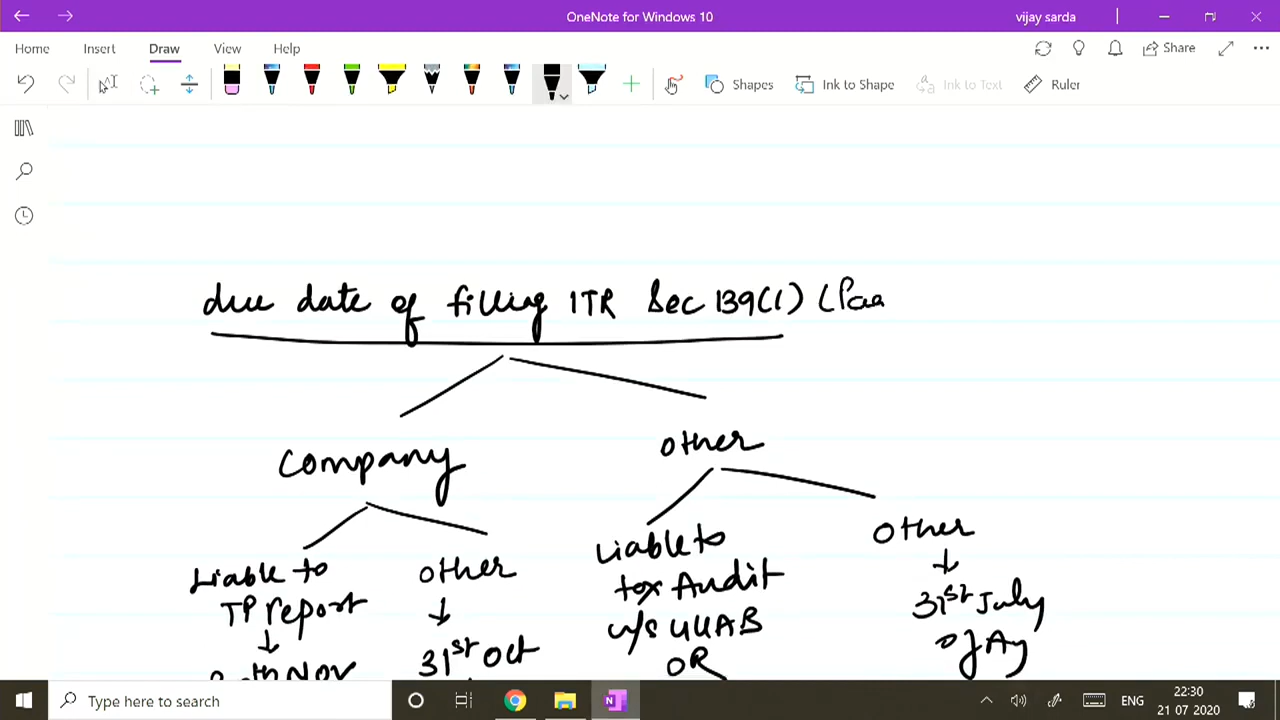 OneNote for Windows 10
vijay sarda
Home Insert Draw View Help
Share
Shapes Ink to Shape Ink to Text Ruler
due date of filling ITR Sec 139(1) (Paa
Company
Other
Liable to
TP report
Other
31st Oct
Liable to
tax Audit
u/s 44AB
OR
Other
31st July
of Ay
Type here to search
ENG
22:30
21 07 2020